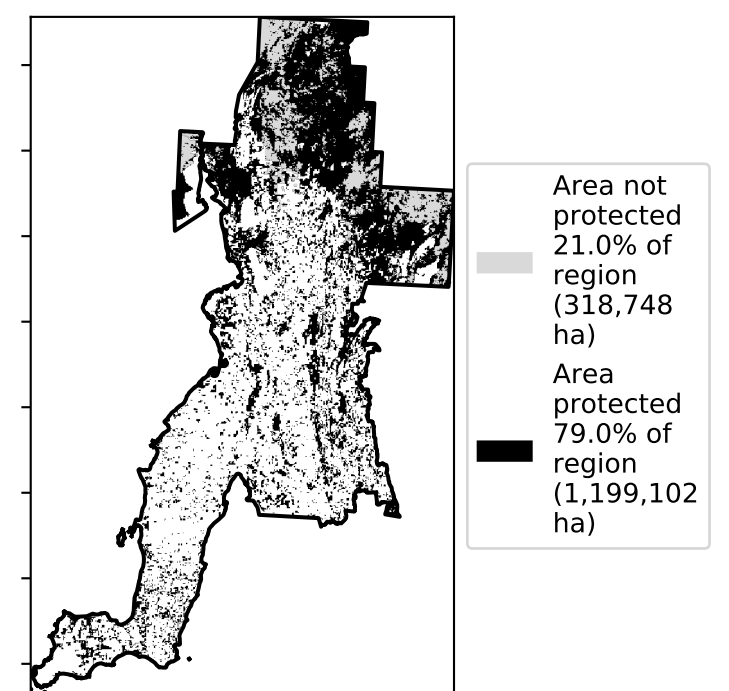 Area not
protected
21.0% of
region
(318,748
ha)
Area
protected
79.0% of
region
(1,199,102
ha)